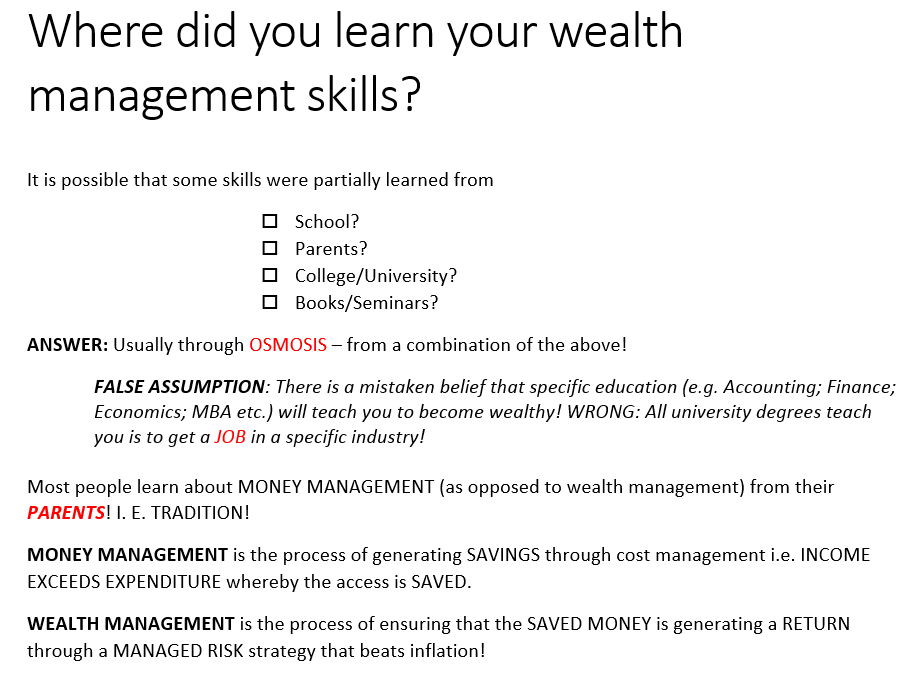 Where did you learn your wealth
management skills?
It is possible that some skills were partially learned from
☐ School?
☐ Parents?
☐ College/University?
☐ Books/Seminars?
ANSWER: Usually through OSMOSIS – from a combination of the above!
FALSE ASSUMPTION: There is a mistaken belief that specific education (e.g. Accounting; Finance;
Economics; MBA etc.) will teach you to become wealthy! WRONG: All university degrees teach
you is to get a JOB in a specific industry!
Most people learn about MONEY MANAGEMENT (as opposed to wealth management) from their
PARENTS! I. E. TRADITION!
MONEY MANAGEMENT is the process of generating SAVINGS through cost management i.e. INCOME
EXCEEDS EXPENDITURE whereby the access is SAVED.
WEALTH MANAGEMENT is the process of ensuring that the SAVED MONEY is generating a RETURN
through a MANAGED RISK strategy that beats inflation!